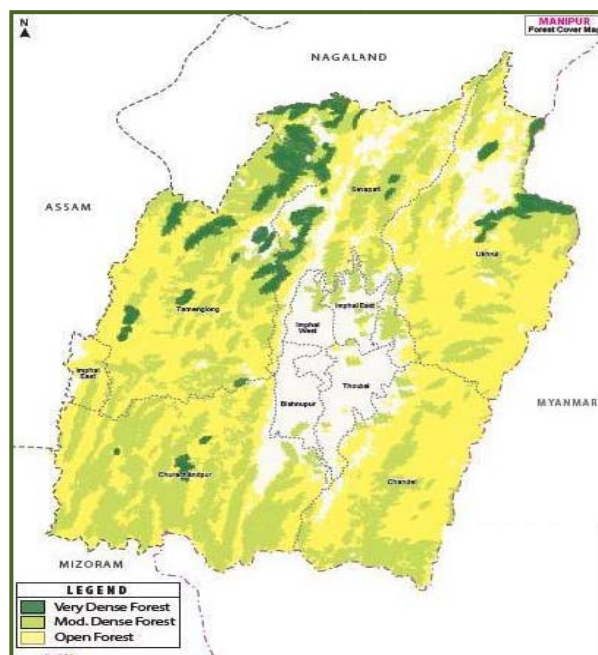 N
MANIPUR
Forest Cover Map
NAGALAND
ASSAM
Senapati
Ukhrul
Tamenglong
Imphal East
Imphal
West
Imphal
East
Bishnupur
Thoubal
MYANMAR
Churachandpur
Chandel
MIZORAM
LEGEND
Very Dense Forest
Mod. Dense Forest
Open Forest